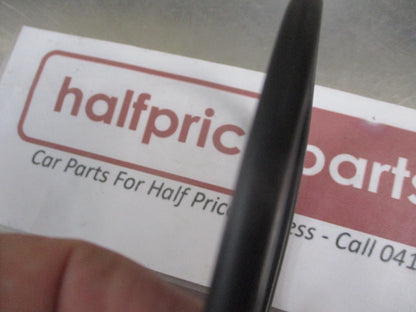 halfpric parts
Car Parts For Half Pric ess - Call 041